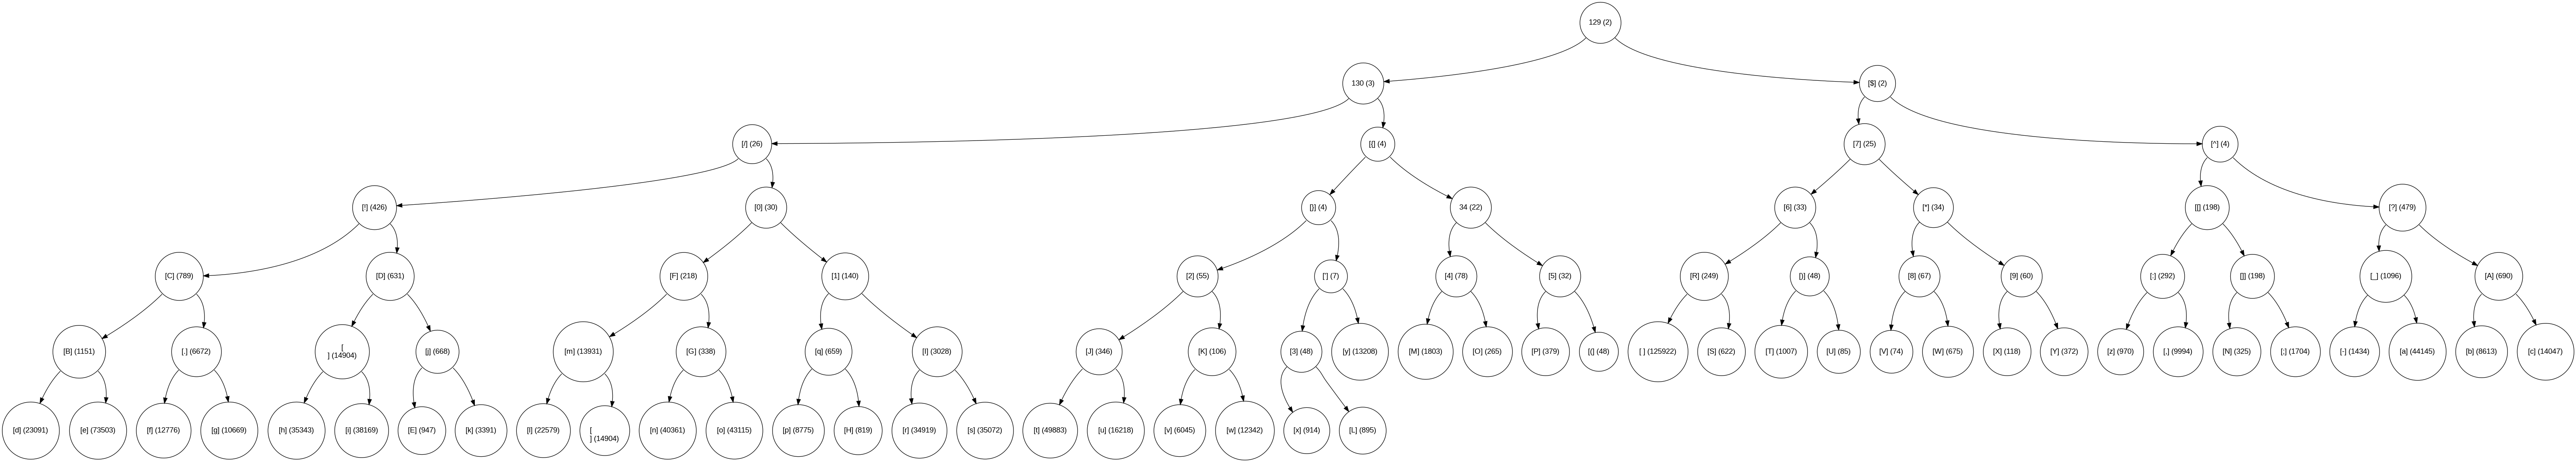 129 (2)
130 (3)
[$] (2)
[/] (26)
[{] (4)
[7] (25)
[^] (4)
[!] (426)
[0] (30)
[}] (4)
34 (22)
[6] (33)
[*] (34)
[[] (198)
[?] (479)
[C] (789)
[D] (631)
[F] (218)
[1] (140)
[2] (55)
['] (7)
[4] (78)
[5] (32)
[R] (249)
[)] (48)
[8] (67)
[9] (60)
[:] (292)
[]] (198)
[_] (1096)
[A] (690)
[B] (1151)
[.] (6672)
[
] (14904)
[j] (668)
[m] (13931)
[G] (338)
[q] (659)
[I] (3028)
[J] (346)
[K] (106)
[3] (48)
[y] (13208)
[M] (1803)
[O] (265)
[P] (379)
[(] (48)
[ ] (125922)
[S] (622)
[T] (1007)
[U] (85)
[V] (74)
[W] (675)
[X] (118)
[Y] (372)
[z] (970)
[,] (9994)
[N] (325)
[;] (1704)
[-] (1434)
[a] (44145)
[b] (8613)
[c] (14047)
[d] (23091)
[e] (73503)
[f] (12776)
[g] (10669)
[h] (35343)
[i] (38169)
[E] (947)
[k] (3391)
[l] (22579)
[
] (14904)
[n] (40361)
[o] (43115)
[p] (8775)
[H] (819)
[r] (34919)
[s] (35072)
[t] (49883)
[u] (16218)
[v] (6045)
[w] (12342)
[x] (914)
[L] (895)